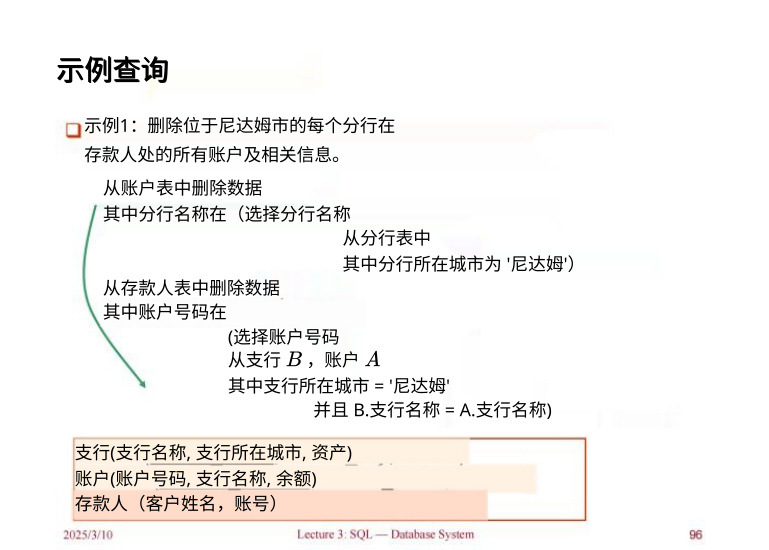 示例查询
示例1：删除位于尼达姆市的每个分行在
存款人处的所有账户及相关信息。
从账户表中删除数据
其中分行名称在（选择分行名称
从分行表中
其中分行所在城市为 '尼达姆'）
从存款人表中删除数据
其中账户号码在
(选择账户号码
从支行 B ，账户 A
其中支行所在城市 = '尼达姆'
并且 B.支行名称 = A.支行名称)
支行(支行名称, 支行所在城市, 资产)
账户(账户号码, 支行名称, 余额)
存款人（客户姓名，账号）
2025/3/10 Lecture 3: SQL — Database System 96